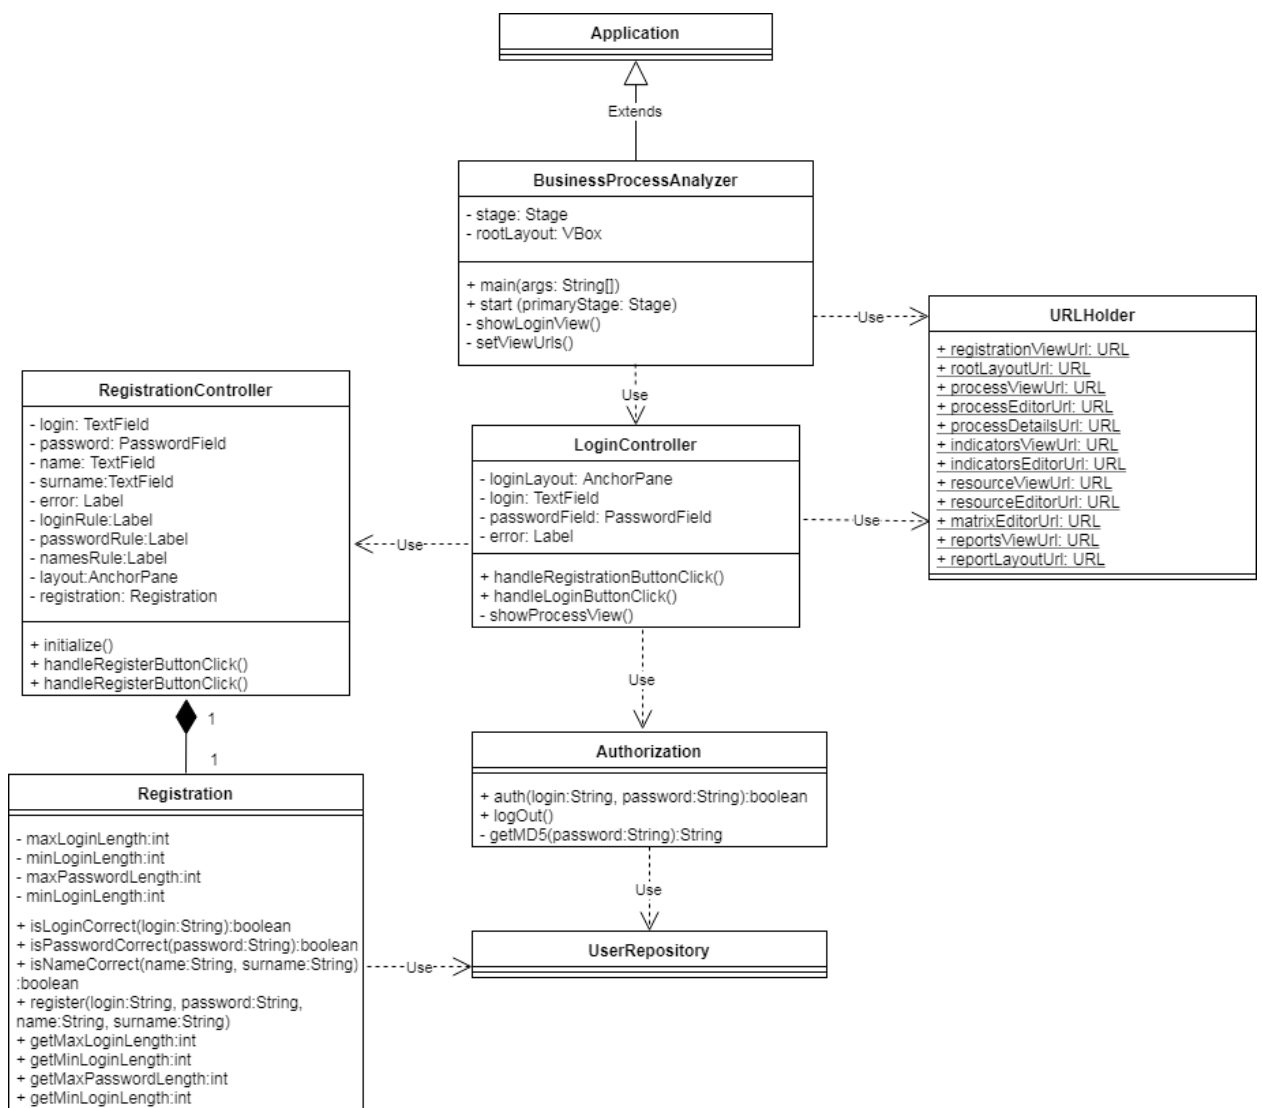 Application
Extends
BusinessProcessAnalyzer
- stage: Stage
- rootLayout: VBox
+ main(args: String[])
+ start (primaryStage: Stage)
- showLoginView()
- setViewUrls()
Use
URLHolder
+ registrationViewUrl: URL
+ rootLayoutUrl: URL
+ processViewUrl: URL
+ processEditorUrl: URL
+ processDetailsUrl: URL
+ indicatorsViewUrl: URL
+ indicatorsEditorUrl: URL
+ resourceViewUrl: URL
+ resourceEditorUrl: URL
+ matrixEditorUrl: URL
+ reportsViewUrl: URL
+ reportLayoutUrl: URL
Use
RegistrationController
- login: TextField
- password: PasswordField
- name: TextField
- surname:TextField
- error: Label
- loginRule:Label
- passwordRule:Label
- namesRule:Label
- layout:AnchorPane
- registration: Registration
+ initialize()
+ handleRegisterButtonClick()
+ handleRegisterButtonClick()
Use
LoginController
- loginLayout: AnchorPane
- login: TextField
- passwordField: PasswordField
- error: Label
+ handleRegistrationButtonClick()
+ handleLoginButtonClick()
- showProcessView()
Use
Use
1
1
Authorization
+ auth(login:String, password:String):boolean
+ logOut()
- getMD5(password:String):String
Use
Registration
- maxLoginLength:int
- minLoginLength:int
- maxPasswordLength:int
- minLoginLength:int
+ isLoginCorrect(login:String):boolean
+ isPasswordCorrect(password:String):boolean
+ isNameCorrect(name:String, surname:String)
:boolean
+ register(login:String, password:String,
name:String, surname:String)
+ getMaxLoginLength:int
+ getMinLoginLength:int
+ getMaxPasswordLength:int
+ getMinLoginLength:int
Use
UserRepository